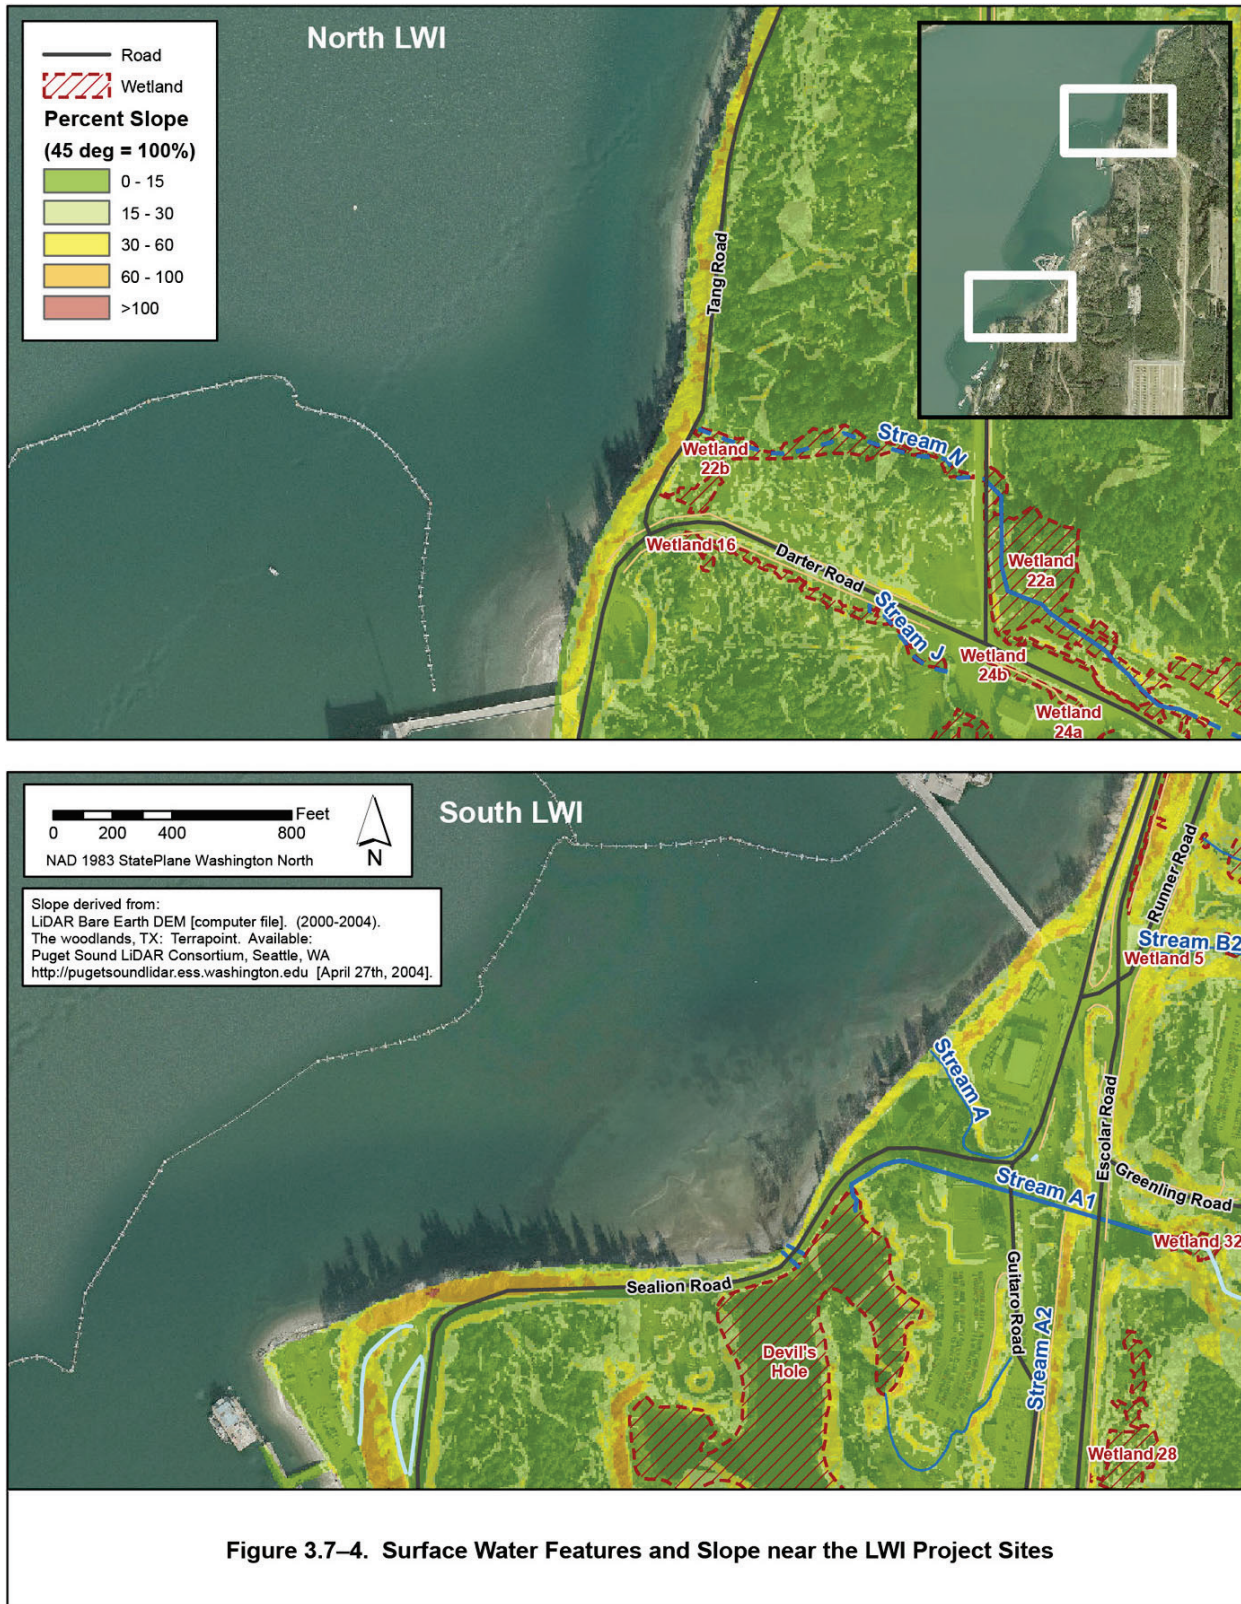 North LWI
Road
Wetland
Percent Slope
(45 deg = 100%)
0 - 15
15 - 30
30 - 60
60 - 100
>100
Tang Road
Stream N
Wetland
22b
Wetland 16
Darter Road
Wetland
22a
Stream J
Wetland
24b
Wetland
24a
South LWI
Feet
0 200 400 800
NAD 1983 StatePlane Washington North
N
Slope derived from:
LiDAR Bare Earth DEM [computer file]. (2000-2004).
The woodlands, TX: Terrapoint. Available:
Puget Sound LiDAR Consortium, Seattle, WA
http://pugetsoundlidar.ess.washington.edu [April 27th, 2004].
Runner Road
Stream B2
Wetland 5
Stream A
Escolar Road
Greenling Road
Stream A1
Wetland 32
Sealion Road
Guitaro Road
Stream A2
Devil's
Hole
Wetland 28
Figure 3.7–4. Surface Water Features and Slope near the LWI Project Sites